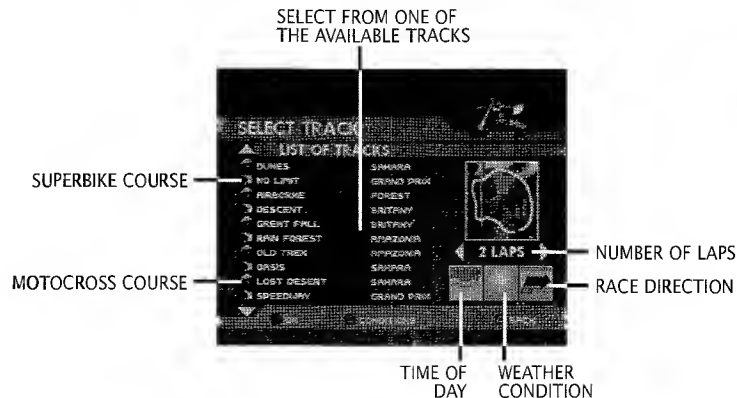 SELECT FROM ONE OF
THE AVAILABLE TRACKS
SELECT TRACK
LIST OF TRACKS
DUNES SAHARA
SUPERBIKE COURSE
NO LIMIT GRAND PRIX
AIRBORNE FOREST
DESCENT BRITANY
GREAT FALL BRITANY
RAIN FOREST AMAZONIA
OLD TREK AMAZONIA
2 LAPS
NUMBER OF LAPS
OASIS SAHARA
MOTOCROSS COURSE
LOST DESERT SAHARA
RACE DIRECTION
SPEEDWAY GRAND PRIX
TIME OF
DAY
WEATHER
CONDITION